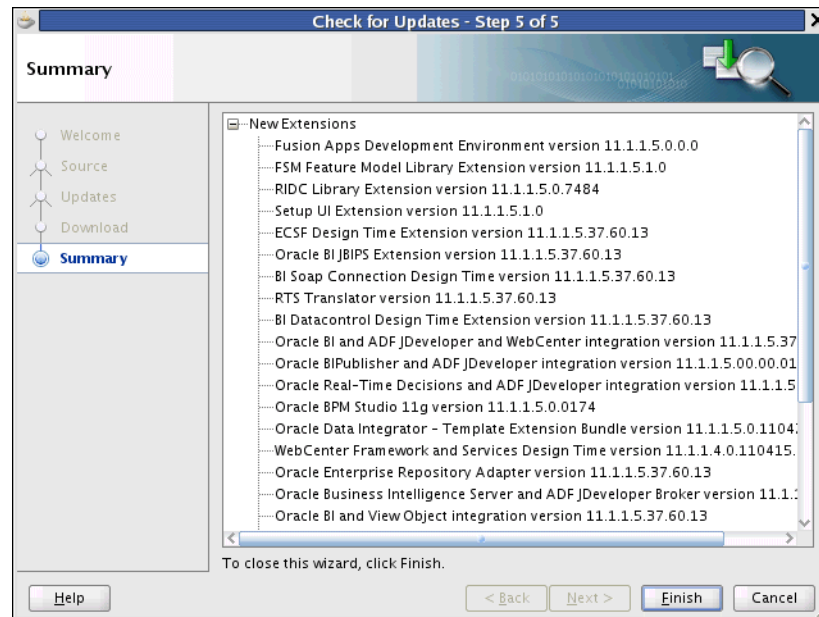 Check for Updates - Step 5 of 5
Summary
Welcome
Source
Updates
Download
Summary
New Extensions
Fusion Apps Development Environment version 11.1.1.5.0.0.0
FSM Feature Model Library Extension version 11.1.1.5.1.0
RIDC Library Extension version 11.1.1.5.0.7484
Setup UI Extension version 11.1.1.5.1.0
ECSF Design Time Extension version 11.1.1.5.37.60.13
Oracle BI JBIPS Extension version 11.1.1.5.37.60.13
BI Soap Connection Design Time version 11.1.1.5.37.60.13
RTS Translator version 11.1.1.5.37.60.13
BI Datacontrol Design Time Extension version 11.1.1.5.37.60.13
Oracle BI and ADF JDeveloper and WebCenter integration version 11.1.1.5.37
Oracle BIPublisher and ADF JDeveloper integration version 11.1.1.5.00.00.01
Oracle Real-Time Decisions and ADF JDeveloper integration version 11.1.1.5
Oracle BPM Studio 11g version 11.1.1.5.0.0174
Oracle Data Integrator - Template Extension Bundle version 11.1.1.5.0.1104
WebCenter Framework and Services Design Time version 11.1.1.4.0.110415.
Oracle Enterprise Repository Adapter version 11.1.1.5.37.60.13
Oracle Business Intelligence Server and ADF JDeveloper Broker version 11.1.
Oracle BI and View Object integration version 11.1.1.5.37.60.13
To close this wizard, click Finish.
Help
< Back
Next >
Finish
Cancel